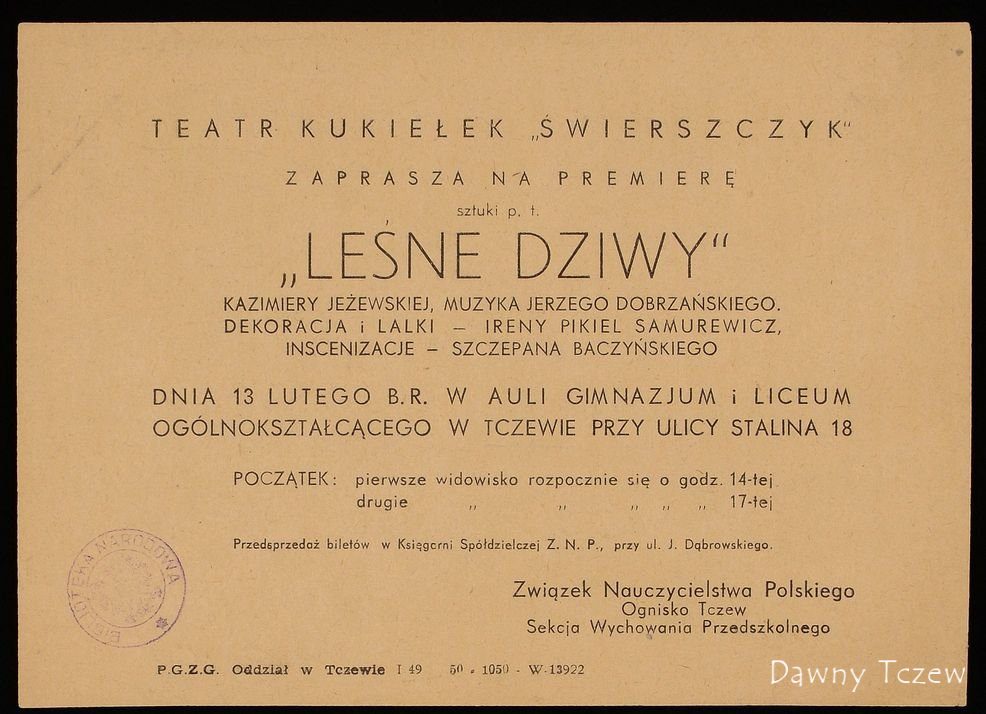 TEATR KUKIEŁEK „ŚWIERSZCZYK“
ZAPRASZA NA PREMIERĘ
sztuki p. t.
„LEŚNE DZIWY“
KAZIMIERY JEŻEWSKIEJ, MUZYKA JERZEGO DOBRZAŃSKIEGO.
DEKORACJA i LALKI – IRENY PIKIEL SAMUREWICZ,
INSCENIZACJE – SZCZEPANA BACZYŃSKIEGO
DNIA 13 LUTEGO B.R. W AULI GIMNAZJUM i LICEUM
OGÓLNOKSZTAŁCĄCEGO W TCZEWIE PRZY ULICY STALINA 18
POCZĄTEK: pierwsze widowisko rozpocznie się o godz. 14-tej
drugie „ „ „ „ „ 17-tej
Przedsprzedaż biletów w Księgarni Spółdzielczej Z. N. P., przy ul. J. Dąbrowskiego.
BIBLJOTEKA NARODOWA
Związek Nauczycielstwa Polskiego
Ognisko Tczew
Sekcja Wychowania Przedszkolnego
P.G.Z.G. Oddział w Tczewie I 49 50 - 1050 - W-13922
Dawny Tczew